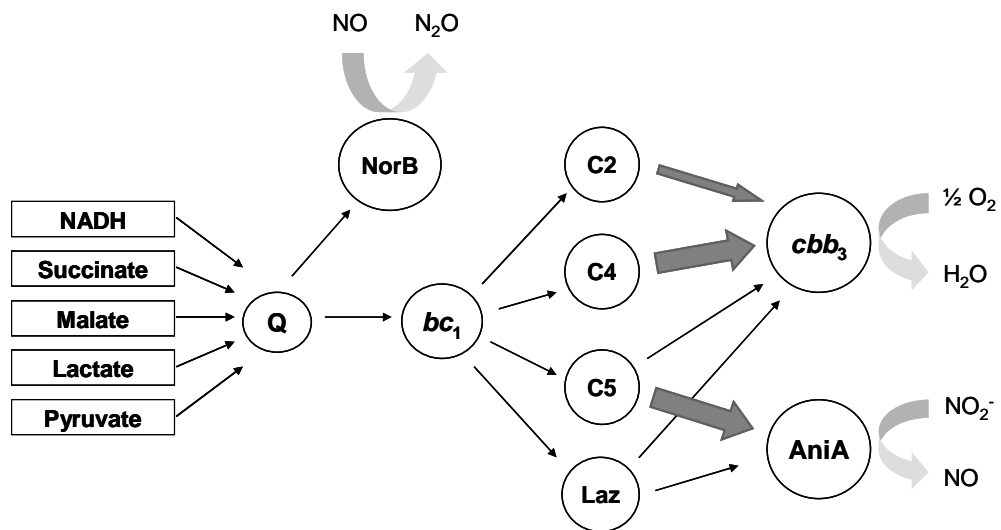 NO
N₂O
NorB
C2
½ O₂
NADH
cbb₃
Succinate
C4
H₂O
Malate
Q
bc₁
Lactate
C5
NO₂⁻
Pyruvate
AniA
NO
Laz